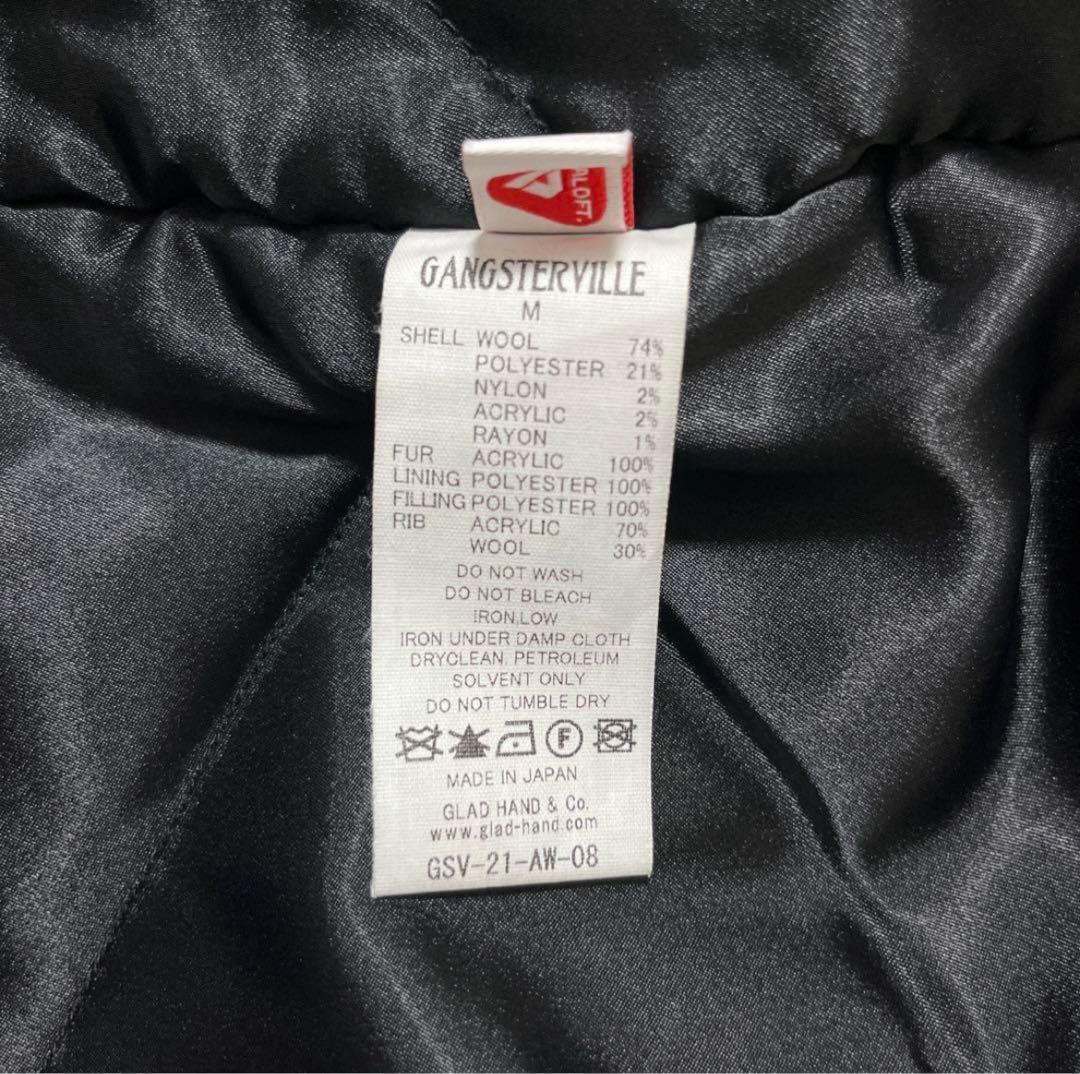 ALOFT.
GANGSTERVILLE
M
SHELL WOOL 74%
POLYESTER 21%
NYLON 2%
ACRYLIC 2%
RAYON 1%
FUR ACRYLIC 100%
LINING POLYESTER 100%
FILLING POLYESTER 100%
RIB ACRYLIC 70%
WOOL 30%
DO NOT WASH
DO NOT BLEACH
IRON,LOW
IRON UNDER DAMP CLOTH
DRYCLEAN, PETROLEUM
SOLVENT ONLY
DO NOT TUMBLE DRY
F
MADE IN JAPAN
GLAD HAND & Co.
www.glad-hand.com
GSV-21-AW-08